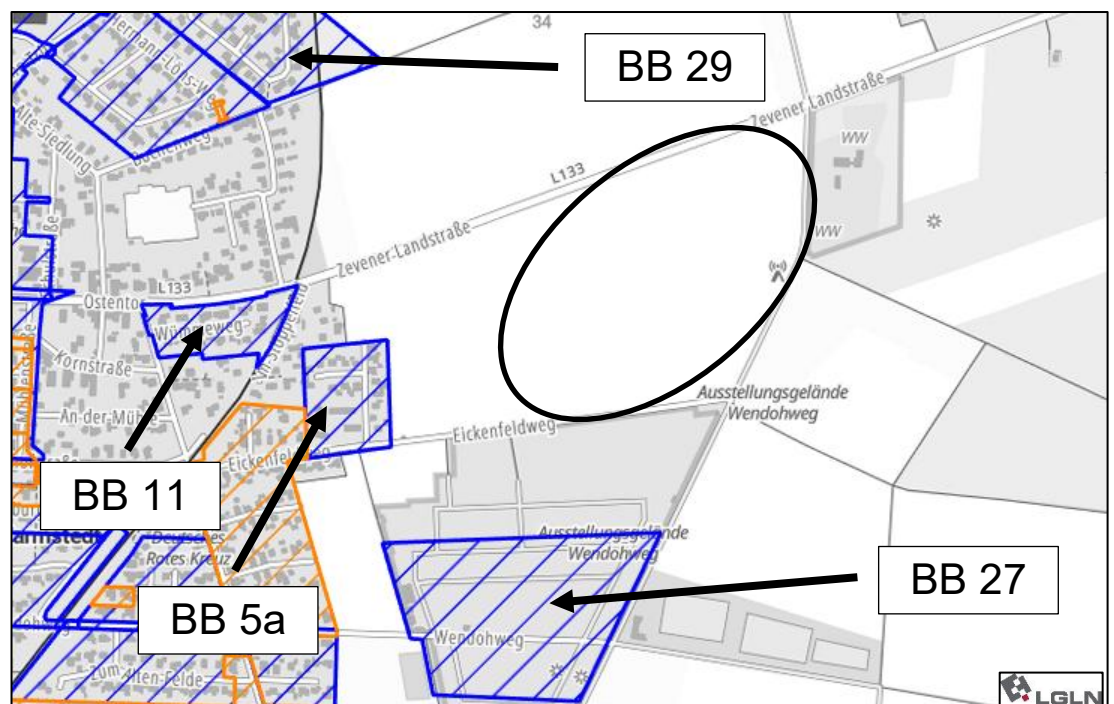 34
BB 29
Hermann-Löns-Weg
Zevener Landstraße
Alte-Siedlung
Buchenweg
WW
L133
WW
Zevener-Landstraße
L133
Ostentor
Wümmeweg
Kornstraße
Ausstellungsgelände
Wendohweg
An-der-Mühle
Eickenfeldweg
BB 11
Ausstellungsgelände
Wendohweg
Deutsches
Rotes Kreuz
BB 27
BB 5a
Wendohweg
Zum Alten-Felde
LGLN